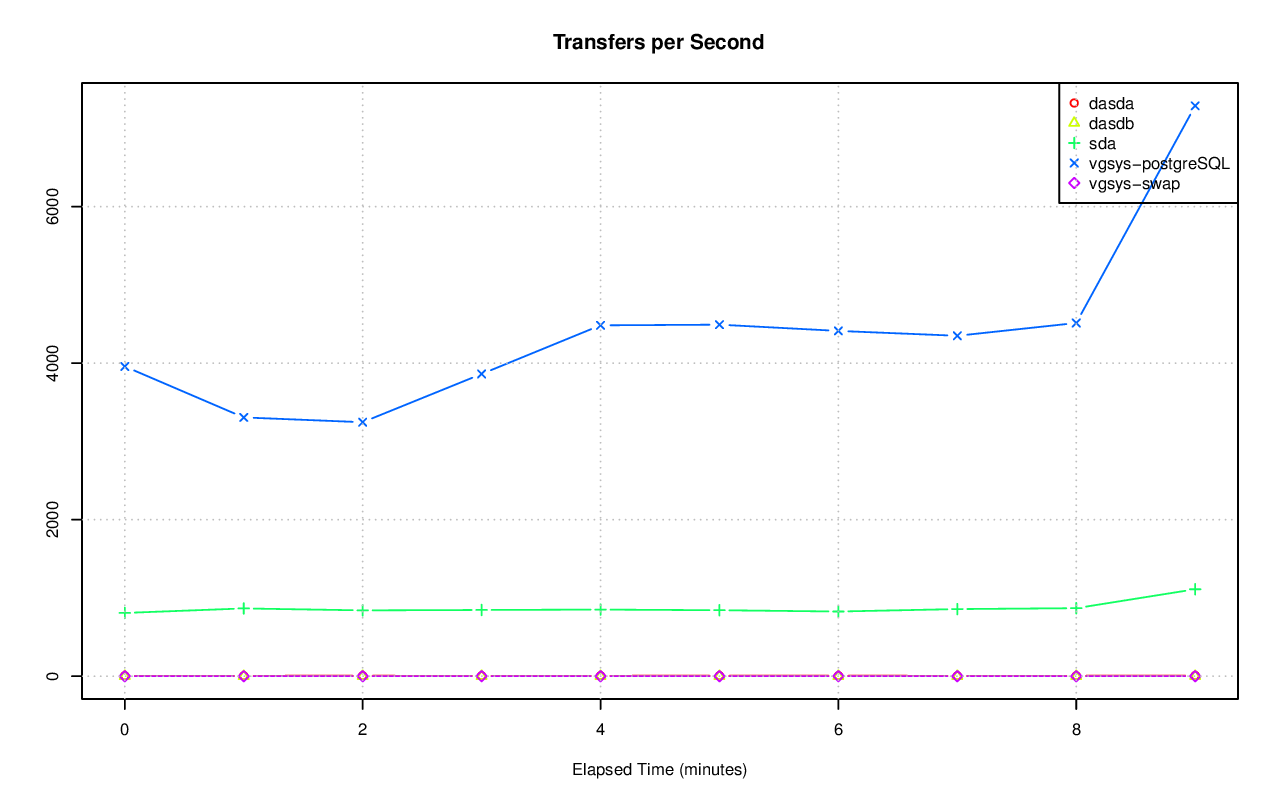 Transfers per Second
dasda
dasdb
sda
vgsys−postgreSQL
vgsys−swap
6000
4000
2000
0
0 2 4 6 8
Elapsed Time (minutes)